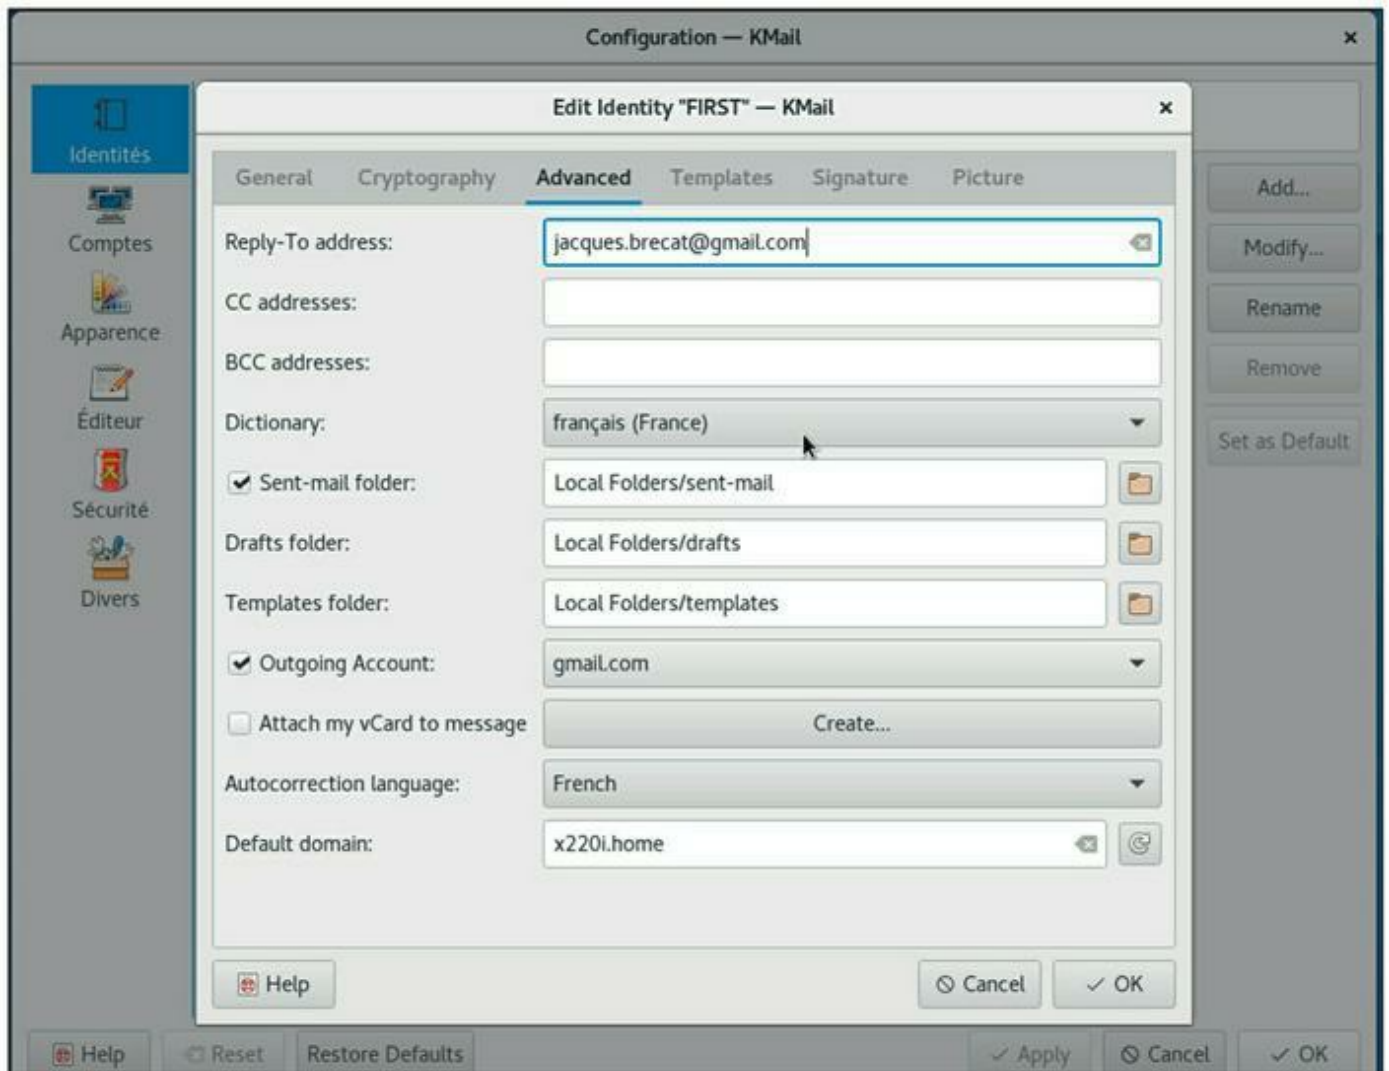 Configuration — KMail
Edit Identity "FIRST" — KMail
Identités
Comptes
Apparence
Éditeur
Sécurité
Divers
General Cryptography Advanced Templates Signature Picture
Reply-To address: jacques.brecat@gmail.com
CC addresses:
BCC addresses:
Dictionary: français (France)
Sent-mail folder: Local Folders/sent-mail
Drafts folder: Local Folders/drafts
Templates folder: Local Folders/templates
Outgoing Account: gmail.com
Attach my vCard to message Create...
Autocorrection language: French
Default domain: x220i.home
Help Cancel OK
Add...
Modify...
Rename
Remove
Set as Default
Help Reset Restore Defaults Apply Cancel OK